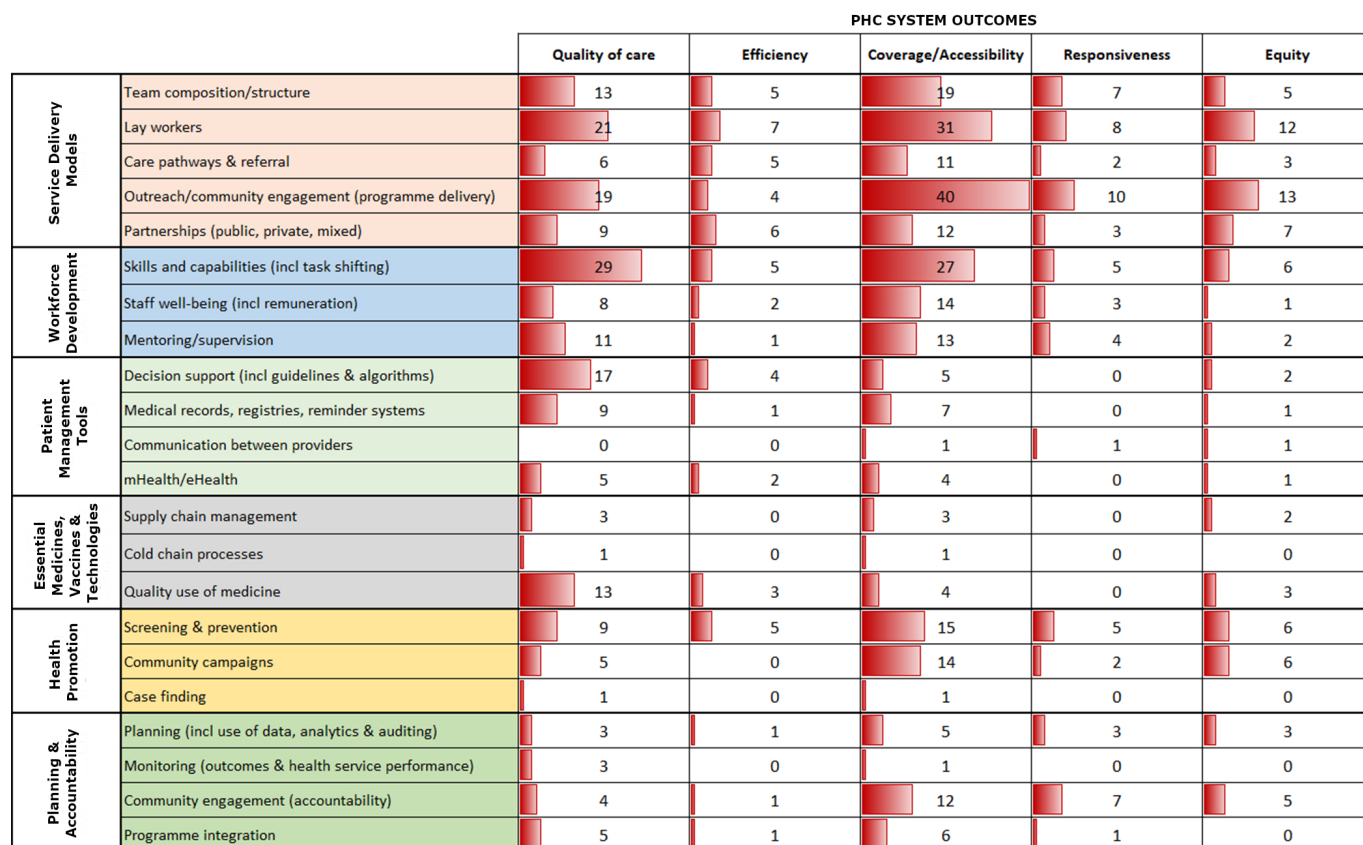 PHC SYSTEM OUTCOMES
Quality of care Efficiency Coverage/Accessibility Responsiveness Equity
Service Delivery
Models
Team composition/structure 13 5 19 7 5
Lay workers 21 7 31 8 12
Care pathways & referral 6 5 11 2 3
Outreach/community engagement (programme delivery) 19 4 40 10 13
Partnerships (public, private, mixed) 9 6 12 3 7
Workforce
Development
Skills and capabilities (incl task shifting) 29 5 27 5 6
Staff well-being (incl remuneration) 8 2 14 3 1
Mentoring/supervision 11 1 13 4 2
Patient
Management
Tools
Decision support (incl guidelines & algorithms) 17 4 5 0 2
Medical records, registries, reminder systems 9 1 7 0 1
Communication between providers 0 0 1 1 1
mHealth/eHealth 5 2 4 0 1
Essential
Medicines,
Vaccines &
Technologies
Supply chain management 3 0 3 0 2
Cold chain processes 1 0 1 0 0
Quality use of medicine 13 3 4 0 3
Health
Promotion
Screening & prevention 9 5 15 5 6
Community campaigns 5 0 14 2 6
Case finding 1 0 1 0 0
Planning &
Accountability
Planning (incl use of data, analytics & auditing) 3 1 5 3 3
Monitoring (outcomes & health service performance) 3 0 1 0 0
Community engagement (accountability) 4 1 12 7 5
Programme integration 5 1 6 1 0